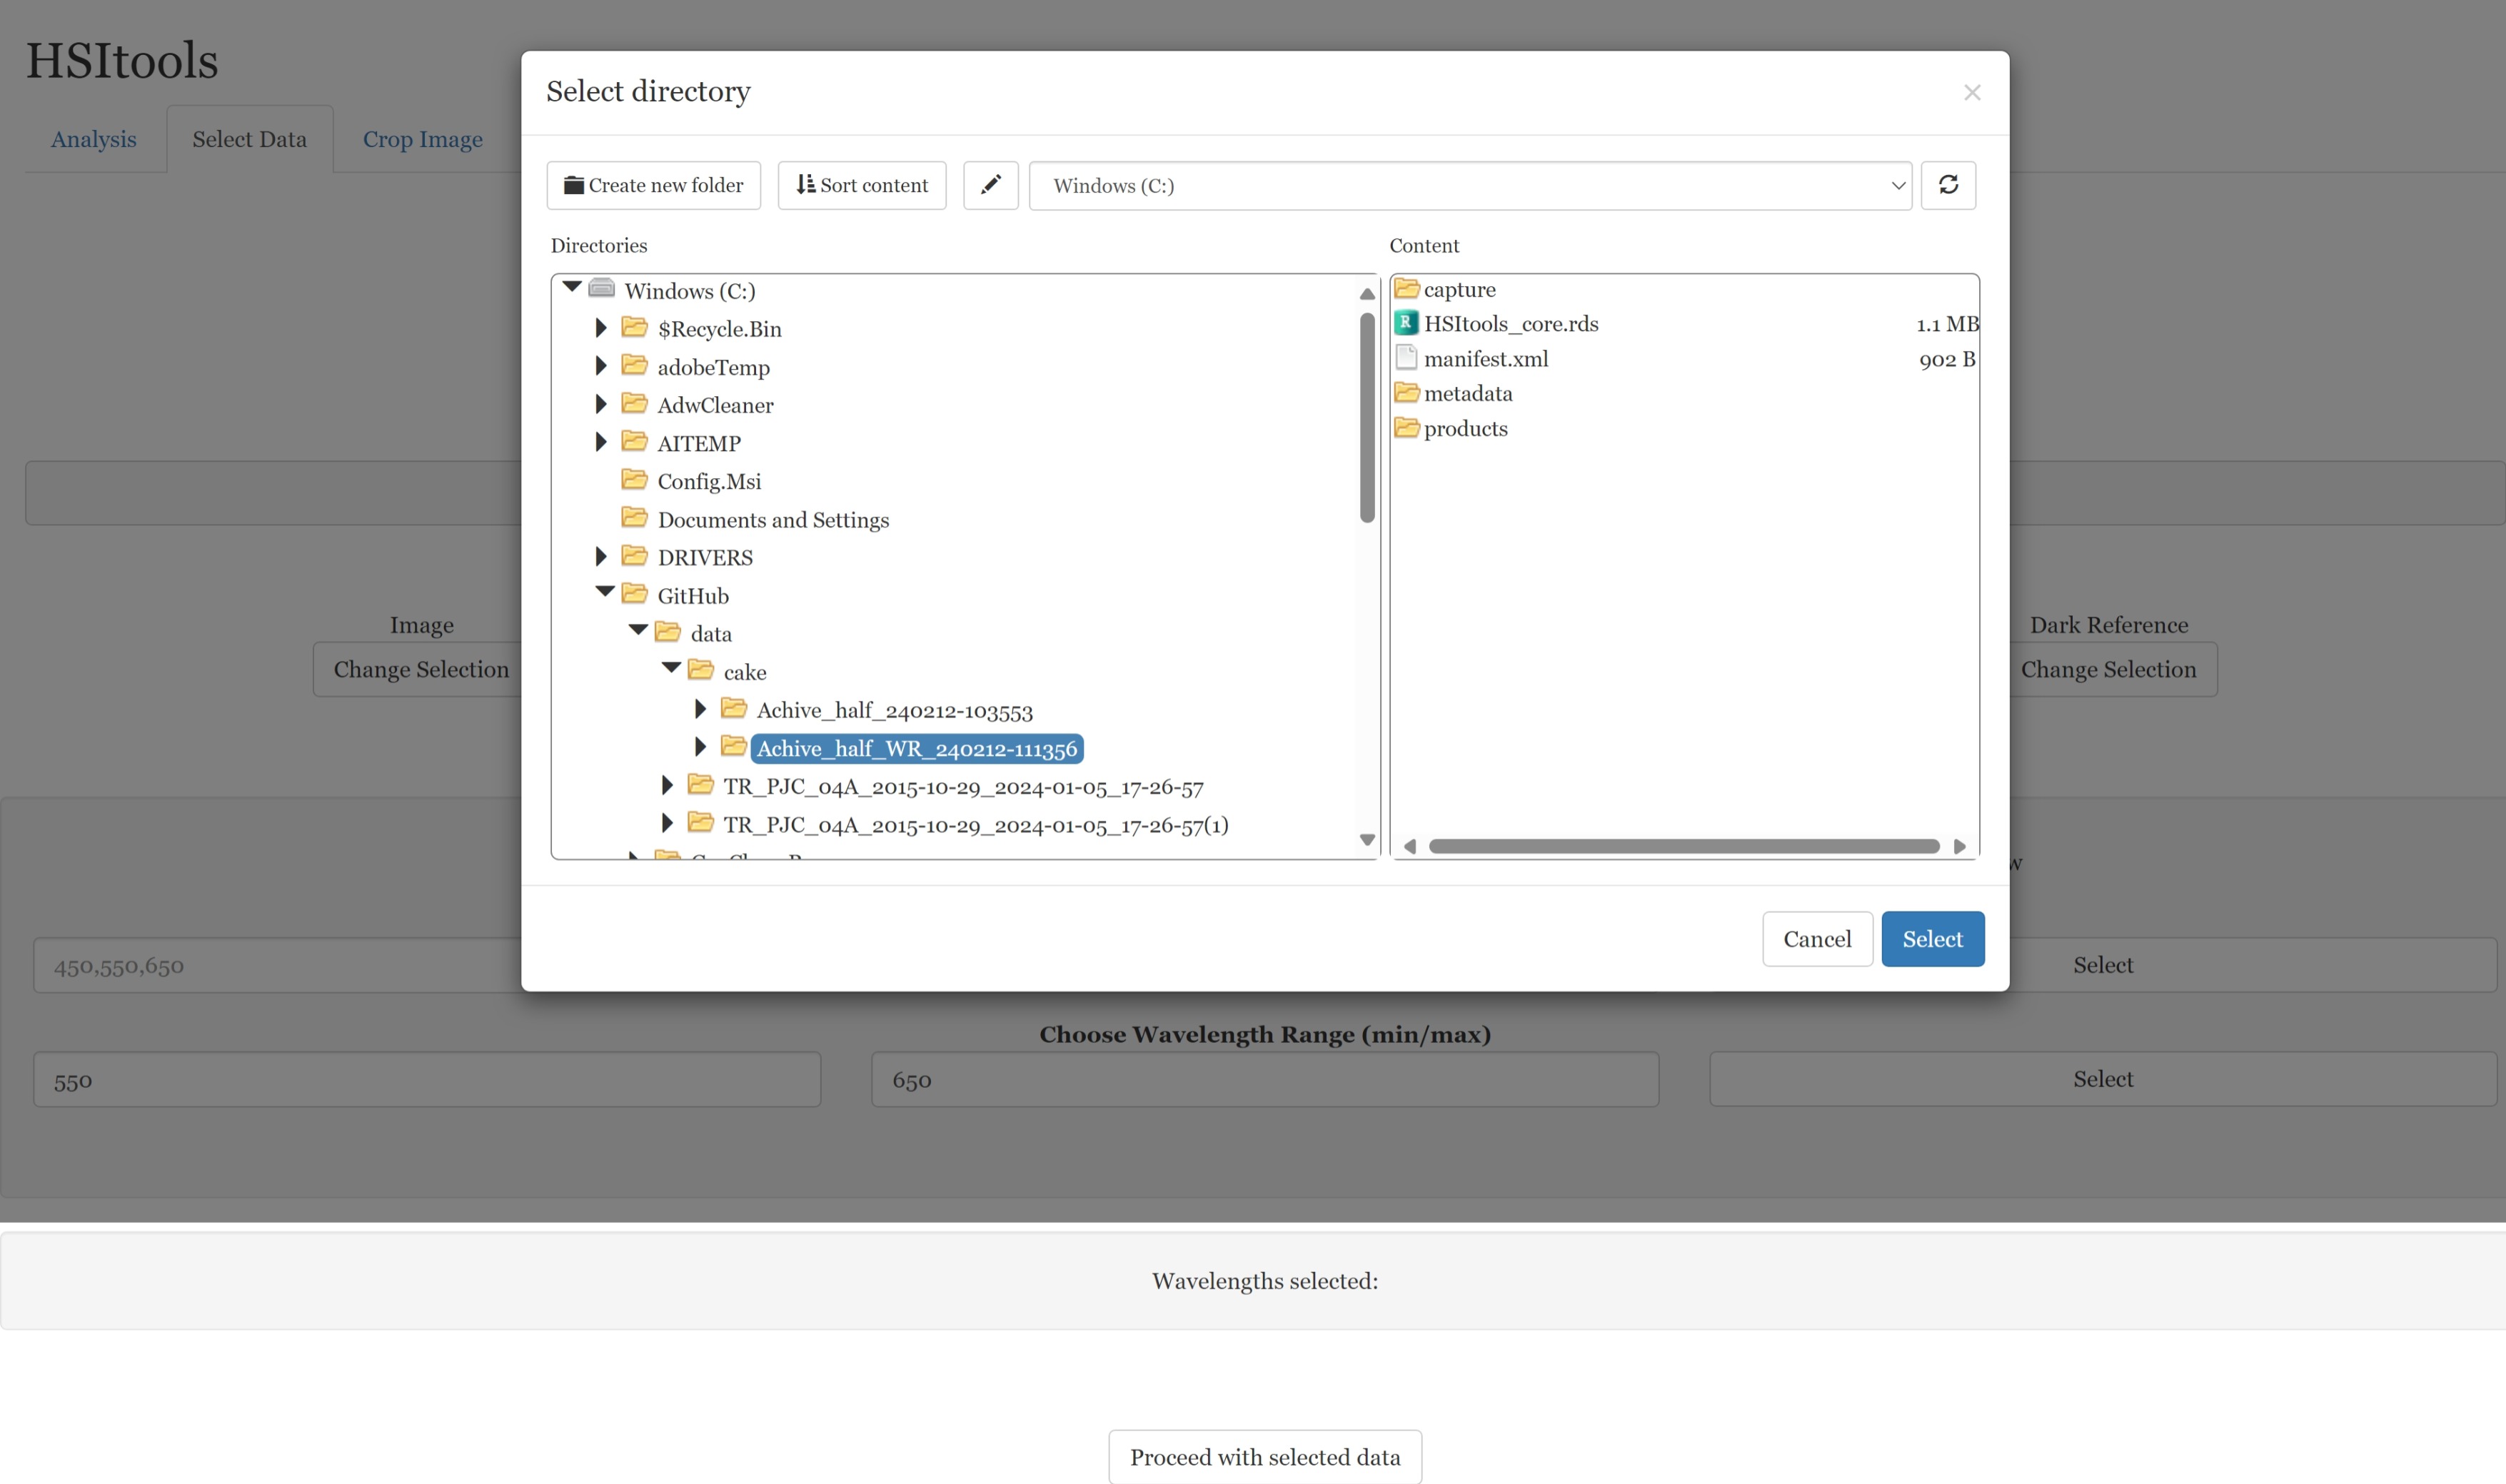 HSItools
Analysis
Select Data
Crop Image
Select directory
×
Create new folder
Sort content
Windows (C:)
Directories
Content
Windows (C:)
$Recycle.Bin
adobeTemp
AdwCleaner
AITEMP
Config.Msi
Documents and Settings
DRIVERS
GitHub
data
cake
Achive_half_240212-103553
Achive_half_WR_240212-111356
TR_PJC_04A_2015-10-29_2024-01-05_17-26-57
TR_PJC_04A_2015-10-29_2024-01-05_17-26-57(1)
capture
HSItools_core.rds 1.1 MB
manifest.xml 902 B
metadata
products
Cancel
Select
Image
Change Selection
Dark Reference
Change Selection
450,550,650
Select
Choose Wavelength Range (min/max)
550
650
Select
Wavelengths selected:
Proceed with selected data